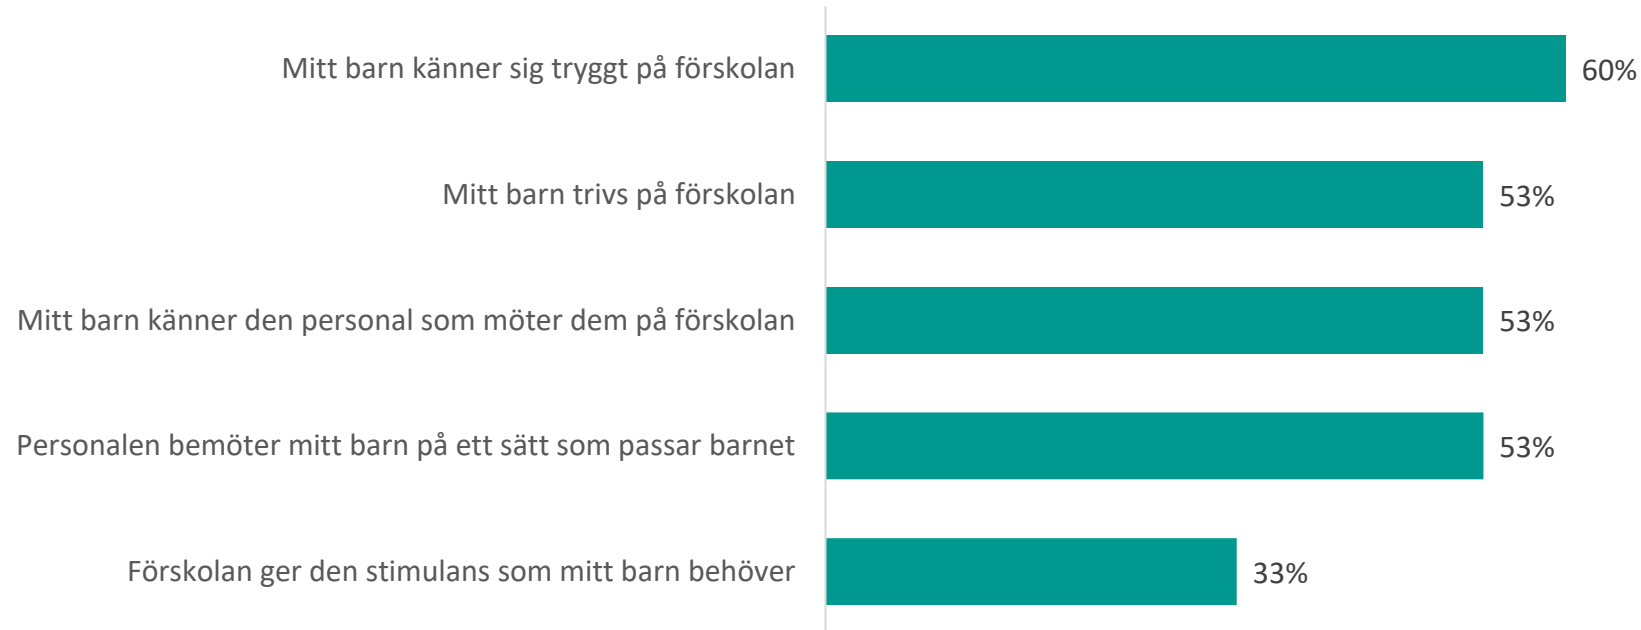 Mitt barn känner sig tryggt på förskolan
60%
Mitt barn trivs på förskolan
53%
Mitt barn känner den personal som möter dem på förskolan
53%
Personalen bemöter mitt barn på ett sätt som passar barnet
53%
Förskolan ger den stimulans som mitt barn behöver
33%